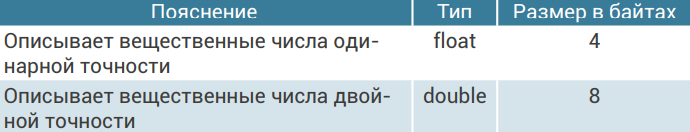 Пояснение Тип Размер в байтах
Описывает вещественные числа оди- float 4
нарной точности
Описывает вещественные числа двой- double 8
ной точности